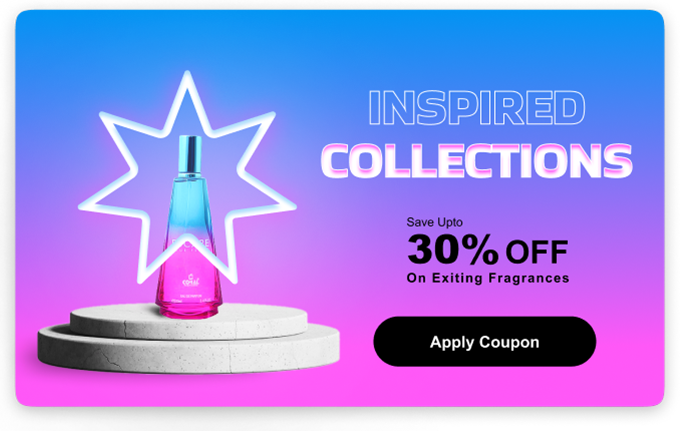 INSPIRED
COLLECTIONS
Save Upto
30% OFF
On Exiting Fragrances
Apply Coupon